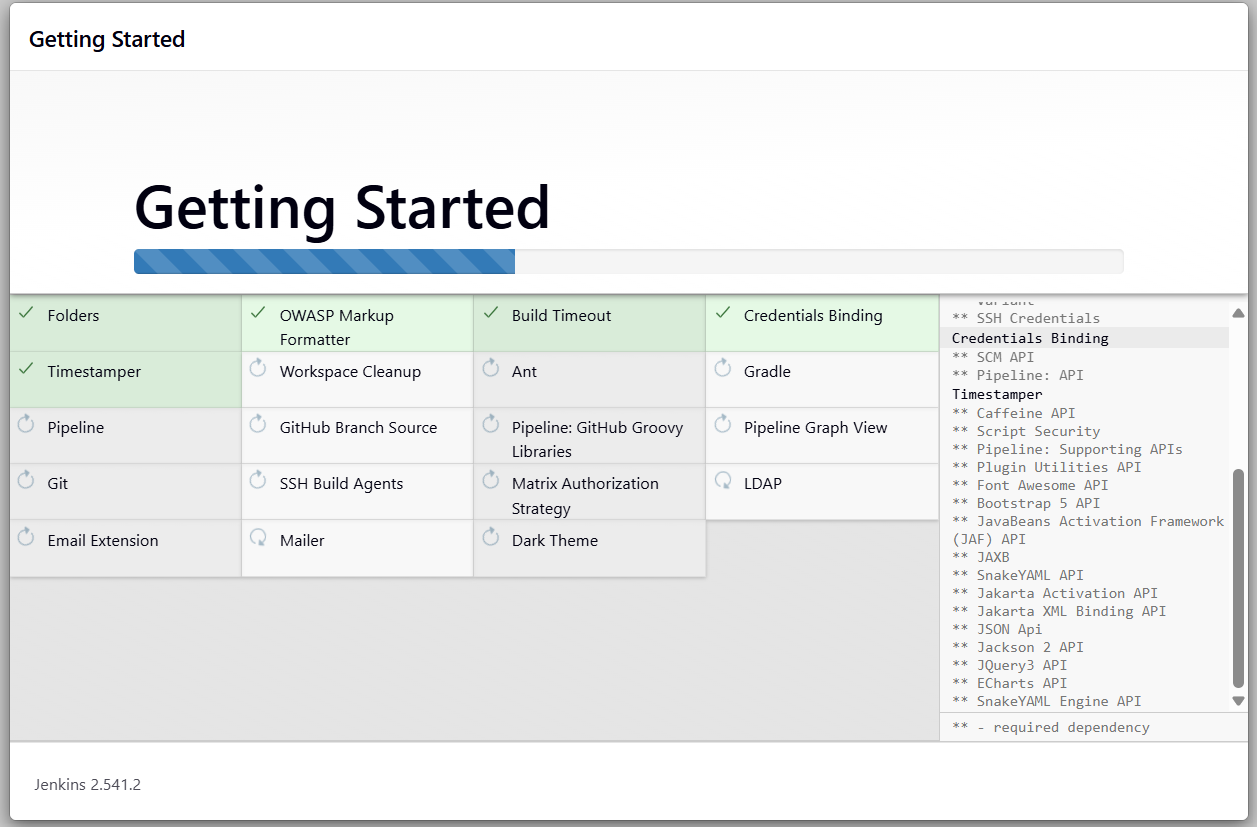 Getting Started
Getting Started
Folders
OWASP Markup
Formatter
Build Timeout
Credentials Binding
Timestamper
Workspace Cleanup
Ant
Gradle
Pipeline
GitHub Branch Source
Pipeline: GitHub Groovy
Libraries
Pipeline Graph View
Git
SSH Build Agents
Matrix Authorization
Strategy
LDAP
Email Extension
Mailer
Dark Theme
Variant
** SSH Credentials
Credentials Binding
** SCM API
** Pipeline: API
Timestamper
** Caffeine API
** Script Security
** Pipeline: Supporting APIs
** Plugin Utilities API
** Font Awesome API
** Bootstrap 5 API
** JavaBeans Activation Framework
(JAF) API
** JAXB
** SnakeYAML API
** Jakarta Activation API
** Jakarta XML Binding API
** JSON Api
** Jackson 2 API
** JQuery3 API
** ECharts API
** SnakeYAML Engine API
** - required dependency
Jenkins 2.541.2